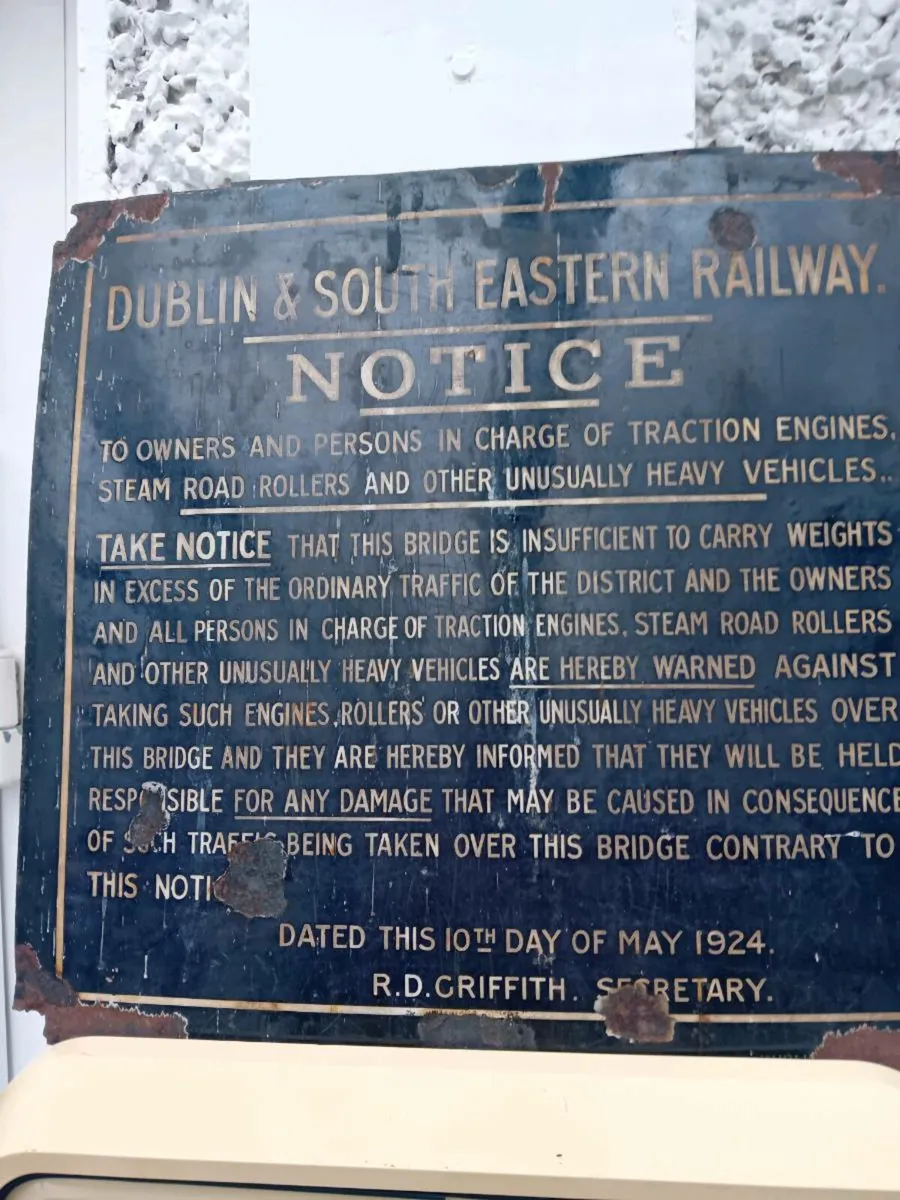 DUBLIN & SOUTH EASTERN RAILWAY.
NOTICE
TO OWNERS AND PERSONS IN CHARGE OF TRACTION ENGINES,
STEAM ROAD ROLLERS AND OTHER UNUSUALLY HEAVY VEHICLES..
TAKE NOTICE THAT THIS BRIDGE IS INSUFFICIENT TO CARRY WEIGHTS
IN EXCESS OF THE ORDINARY TRAFFIC OF THE DISTRICT AND THE OWNERS
AND ALL PERSONS IN CHARGE OF TRACTION ENGINES, STEAM ROAD ROLLERS
AND OTHER UNUSUALLY HEAVY VEHICLES ARE HEREBY WARNED AGAINST
TAKING SUCH ENGINES, ROLLERS OR OTHER UNUSUALLY HEAVY VEHICLES OVER
THIS BRIDGE AND THEY ARE HEREBY INFORMED THAT THEY WILL BE HELD
RESPONSIBLE FOR ANY DAMAGE THAT MAY BE CAUSED IN CONSEQUENCE
OF SUCH TRAFFIC BEING TAKEN OVER THIS BRIDGE CONTRARY TO
THIS NOTI
DATED THIS 10TH DAY OF MAY 1924.
R.D.GRIFFITH. SECRETARY.